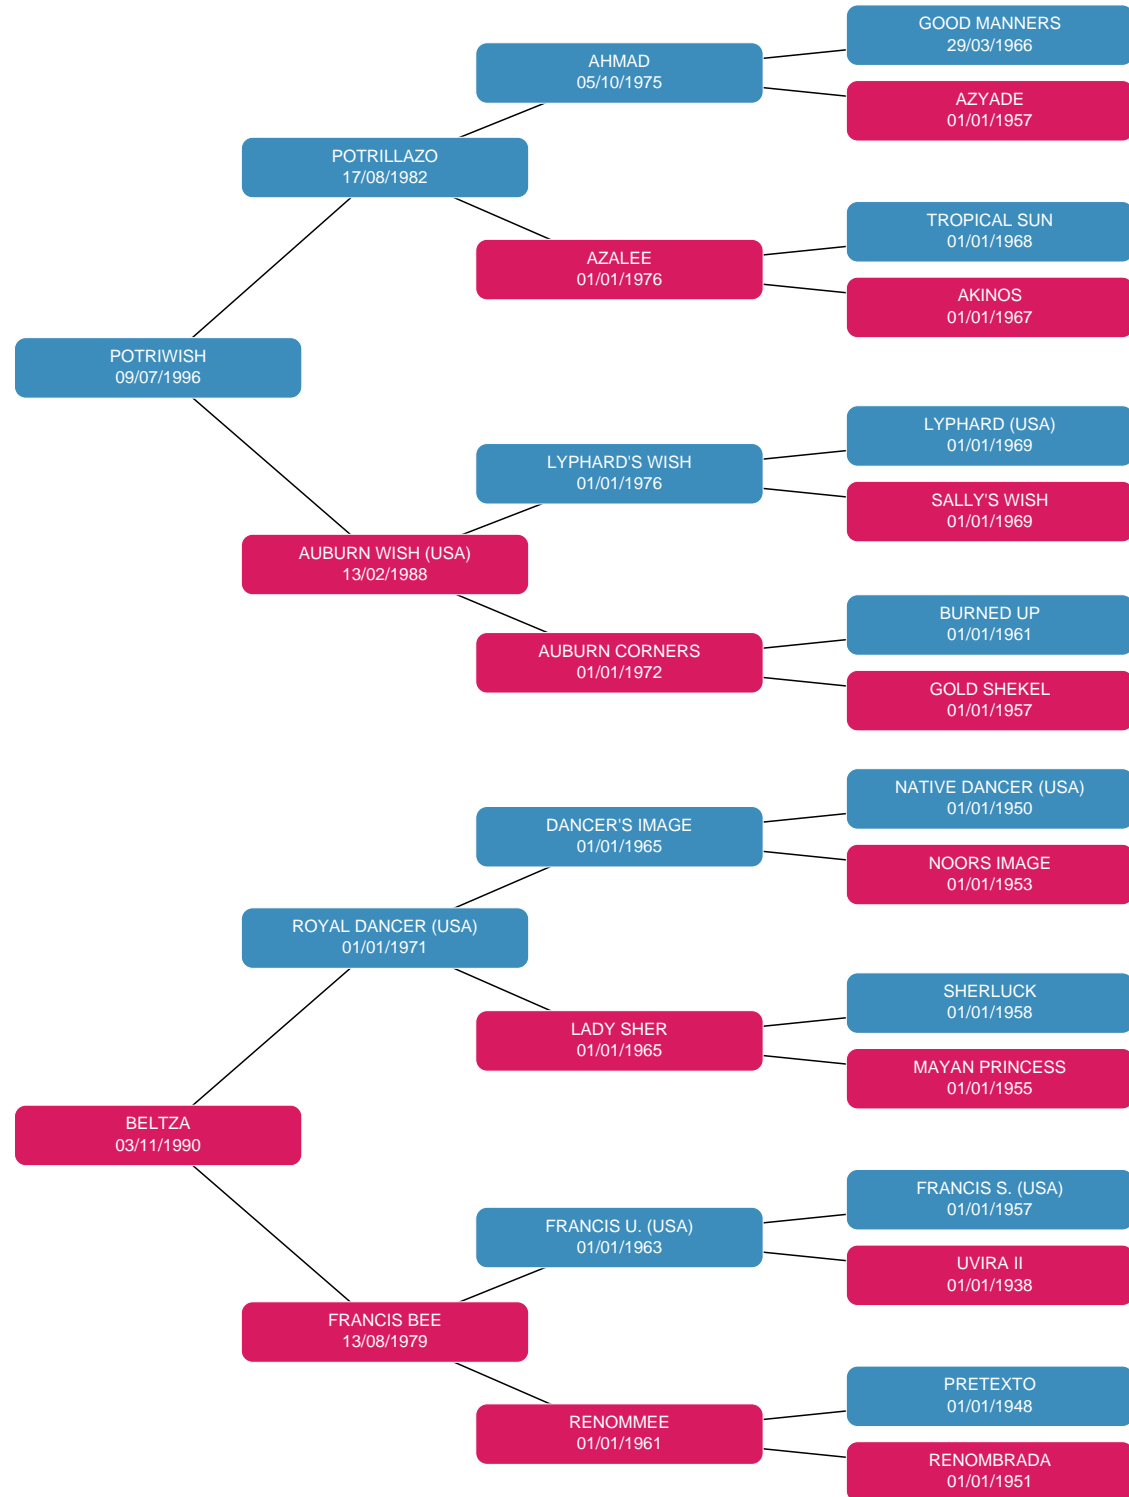 GOOD MANNERS
29/03/1966
AHMAD
05/10/1975
AZYADE
01/01/1957
POTRILLAZO
17/08/1982
TROPICAL SUN
01/01/1968
AZALEE
01/01/1976
AKINOS
01/01/1967
POTRIWISH
09/07/1996
LYPHARD (USA)
01/01/1969
LYPHARD'S WISH
01/01/1976
SALLY'S WISH
01/01/1969
AUBURN WISH (USA)
13/02/1988
BURNED UP
01/01/1961
AUBURN CORNERS
01/01/1972
GOLD SHEKEL
01/01/1957
NATIVE DANCER (USA)
01/01/1950
DANCER'S IMAGE
01/01/1965
NOORS IMAGE
01/01/1953
ROYAL DANCER (USA)
01/01/1971
SHERLUCK
01/01/1958
LADY SHER
01/01/1965
MAYAN PRINCESS
01/01/1955
BELTZA
03/11/1990
FRANCIS S. (USA)
01/01/1957
FRANCIS U. (USA)
01/01/1963
UVIRA II
01/01/1938
FRANCIS BEE
13/08/1979
PRETEXTO
01/01/1948
RENOMMEE
01/01/1961
RENOMBRADA
01/01/1951